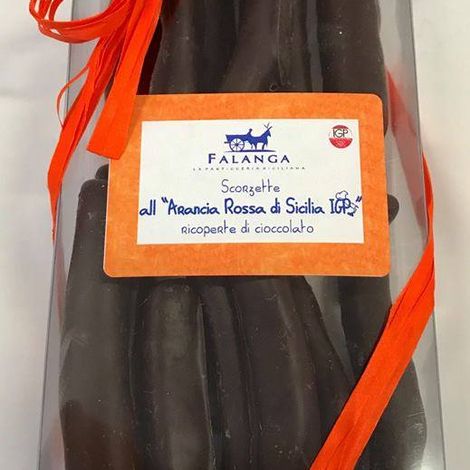 FALANGA
LA PASTICCERIA SICILIANA
IGP
Scorzette
all "Arancia Rossa di Sicilia IGP"
ricoperte di cioccolato